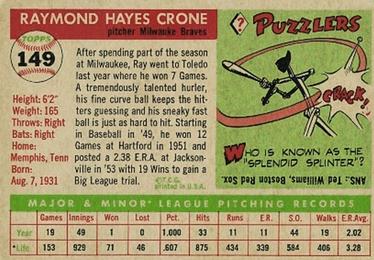 RAYMOND HAYES CRONE
pitcher Milwaukee Braves
TOPPS
149
Height: 6'2"
Weight: 165
Throws: Right
Bats: Right
Home:
Memphis, Tenn
Born:
Aug. 7, 1931
After spending part of the season
at Milwaukee, Ray went to Toledo
last year where he won 7 Games.
A tremendously talented hurler,
his fine curve ball keeps the hit-
ters guessing and his sneaky fast
ball is just as hard to hit. Starting
in Baseball in '49, he won 12
Games at Hartford in 1951 and
posted a 2.38 E.R.A. at Jackson-
ville in '53 with 19 Wins to gain a
Big League trial.
T.C.G.
printed in U.S.A.
?
PUZZLERS
CRACK!
WHO IS KNOWN AS THE
"SPLENDID SPLINTER"?
ANS.: Ted Williams, Boston Red Sox.
MAJOR & MINOR LEAGUE PITCHING RECORDS
Games Innings Won Lost Pct. Punouts Runs E.R. Walks E.R.Avg.
Year 19 49 1 0 1.000 33 11 11 44 19 2.02
*Life 153 929 71 46 .607 875 434 339 584 406 3.28